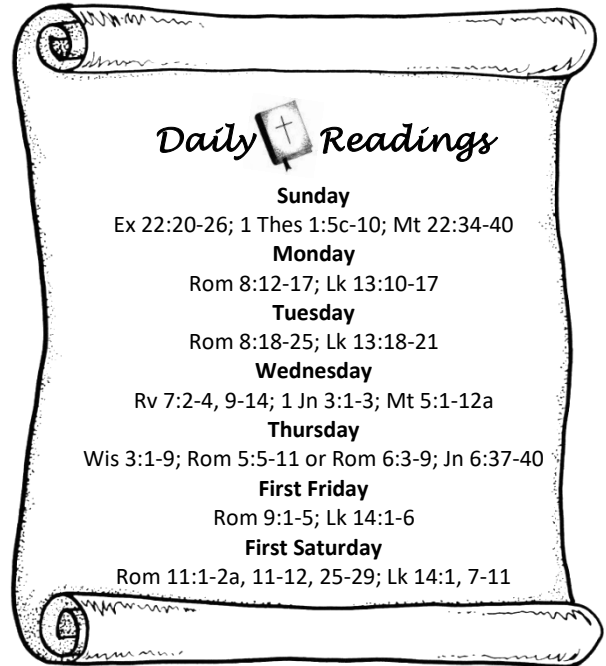 Daily Readings
Sunday
Ex 22:20-26; 1 Thes 1:5c-10; Mt 22:34-40
Monday
Rom 8:12-17; Lk 13:10-17
Tuesday
Rom 8:18-25; Lk 13:18-21
Wednesday
Rv 7:2-4, 9-14; 1 Jn 3:1-3; Mt 5:1-12a
Thursday
Wis 3:1-9; Rom 5:5-11 or Rom 6:3-9; Jn 6:37-40
First Friday
Rom 9:1-5; Lk 14:1-6
First Saturday
Rom 11:1-2a, 11-12, 25-29; Lk 14:1, 7-11